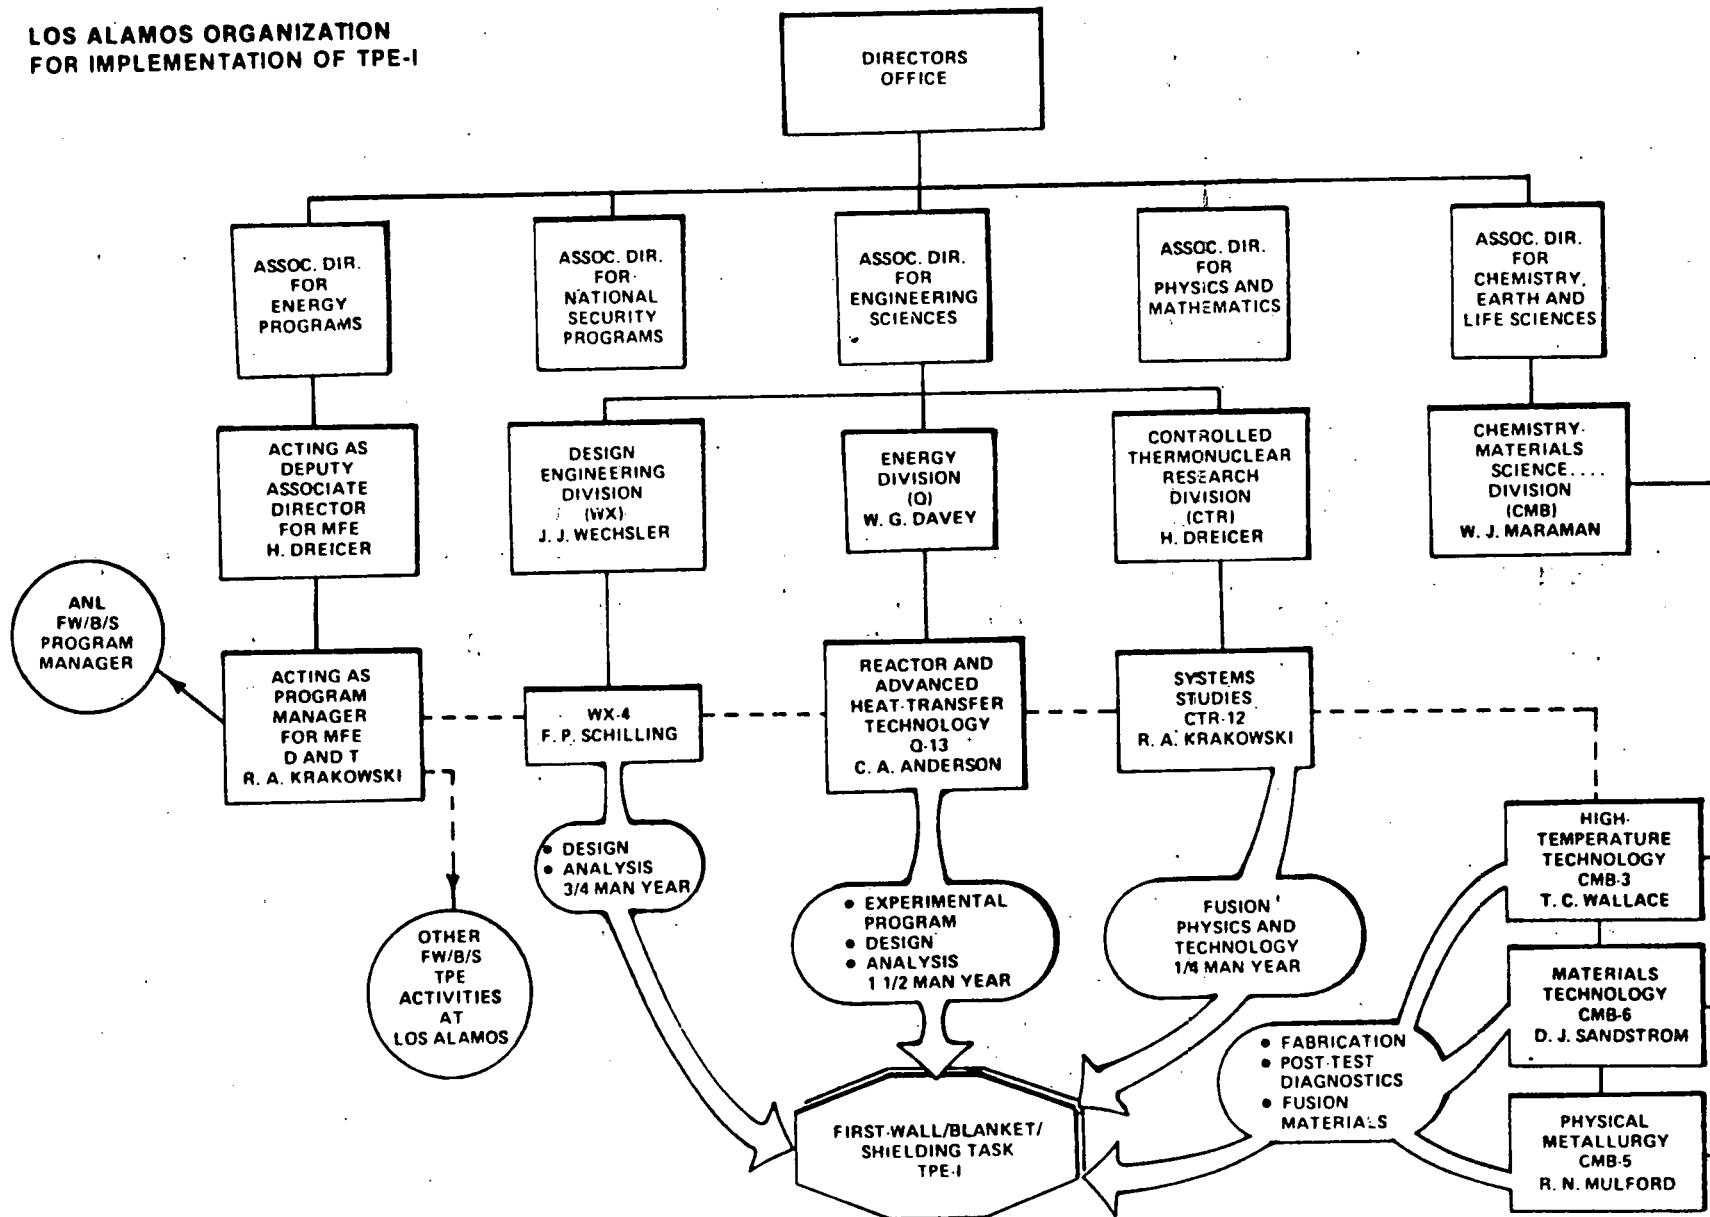 LOS ALAMOS ORGANIZATION
FOR IMPLEMENTATION OF TPE-I
DIRECTORS
OFFICE
ASSOC. DIR.
FOR
ENERGY
PROGRAMS
ASSOC. DIR.
FOR
NATIONAL
SECURITY
PROGRAMS
ASSOC. DIR.
FOR
ENGINEERING
SCIENCES
ASSOC. DIR.
FOR
PHYSICS AND
MATHEMATICS
ASSOC. DIR.
FOR
CHEMISTRY,
EARTH AND
LIFE SCIENCES
ACTING AS
DEPUTY
ASSOCIATE
DIRECTOR
FOR MFE
H. DREICER
DESIGN
ENGINEERING
DIVISION
(WX)
J. J. WECHSLER
ENERGY
DIVISION
(Q)
W. G. DAVEY
CONTROLLED
THERMONUCLEAR
RESEARCH
DIVISION
(CTR)
H. DREICER
CHEMISTRY-
MATERIALS
SCIENCE....
DIVISION
(CMB)
W. J. MARAMAN
ANL
FW/B/S
PROGRAM
MANAGER
ACTING AS
PROGRAM
MANAGER
FOR MFE
D AND T
R. A. KRAKOWSKI
WX-4
F. P. SCHILLING
REACTOR AND
ADVANCED
HEAT-TRANSFER
TECHNOLOGY
Q-13
C. A. ANDERSON
SYSTEMS
STUDIES
CTR-12
R. A. KRAKOWSKI
HIGH-
TEMPERATURE
TECHNOLOGY
CMB-3
T. C. WALLACE
• DESIGN
• ANALYSIS
3/4 MAN YEAR
• EXPERIMENTAL
PROGRAM
• DESIGN
• ANALYSIS
1 1/2 MAN YEAR
FUSION
PHYSICS AND
TECHNOLOGY
1/4 MAN YEAR
OTHER
FW/B/S
TPE
ACTIVITIES
AT
LOS ALAMOS
MATERIALS
TECHNOLOGY
CMB-6
D. J. SANDSTROM
• FABRICATION
• POST-TEST
DIAGNOSTICS
• FUSION
MATERIALS
FIRST-WALL/BLANKET/
SHIELDING TASK
TPE-I
PHYSICAL
METALLURGY
CMB-5
R. N. MULFORD